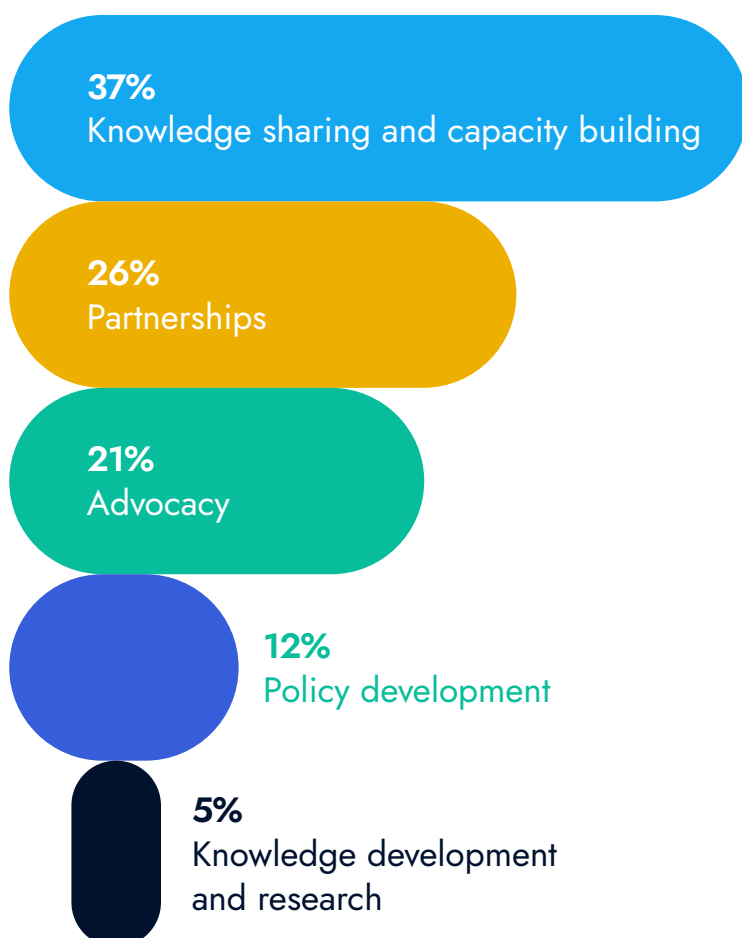 37%
Knowledge sharing and capacity building
26%
Partnerships
21%
Advocacy
12%
Policy development
5%
Knowledge development
and research